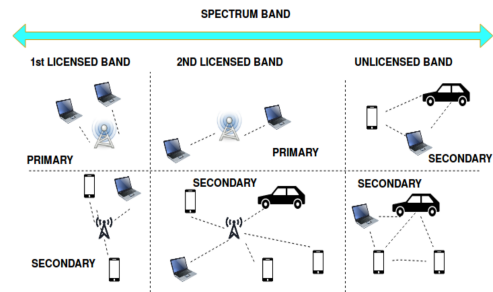 SPECTRUM BAND
1st LICENSED BAND
2ND LICENSED BAND
UNLICENSED BAND
PRIMARY
PRIMARY
SECONDARY
SECONDARY
SECONDARY
SECONDARY